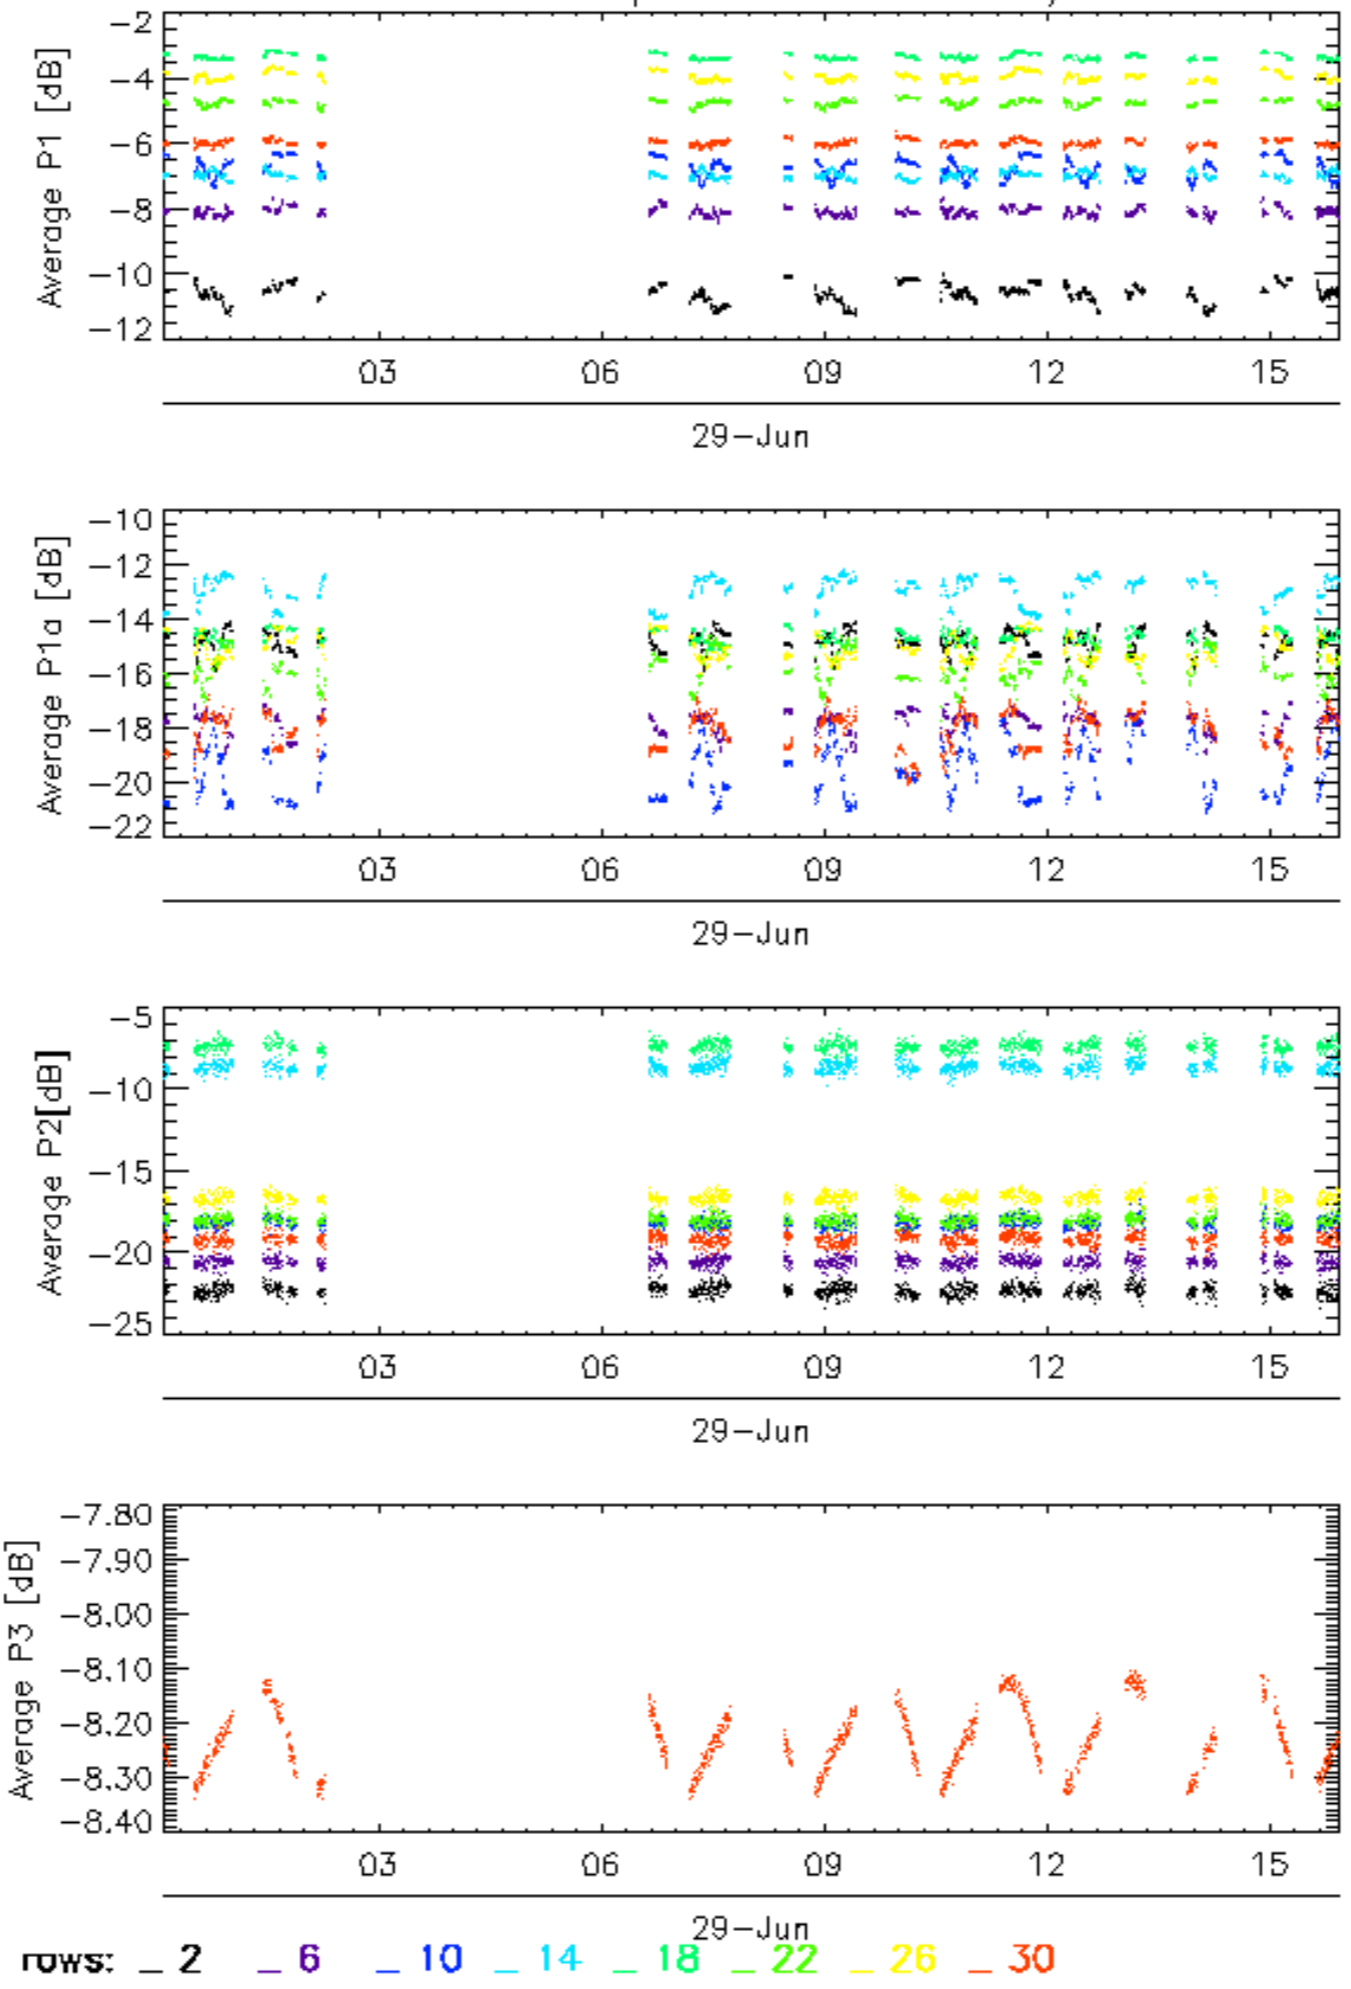 Average P1 [dB]
-2
-4
-6
-8
-10
-12
03 06 09 12 15
29-Jun
Average P1a [dB]
-10
-12
-14
-16
-18
-20
-22
03 06 09 12 15
29-Jun
Average P2[dB]
-5
-10
-15
-20
-25
03 06 09 12 15
29-Jun
Average P3 [dB]
-7.80
-7.90
-8.00
-8.10
-8.20
-8.30
-8.40
03 06 09 12 15
29-Jun
rows: _ 2 _ 6 _ 10 _ 14 _ 18 _ 22 _ 26 _ 30